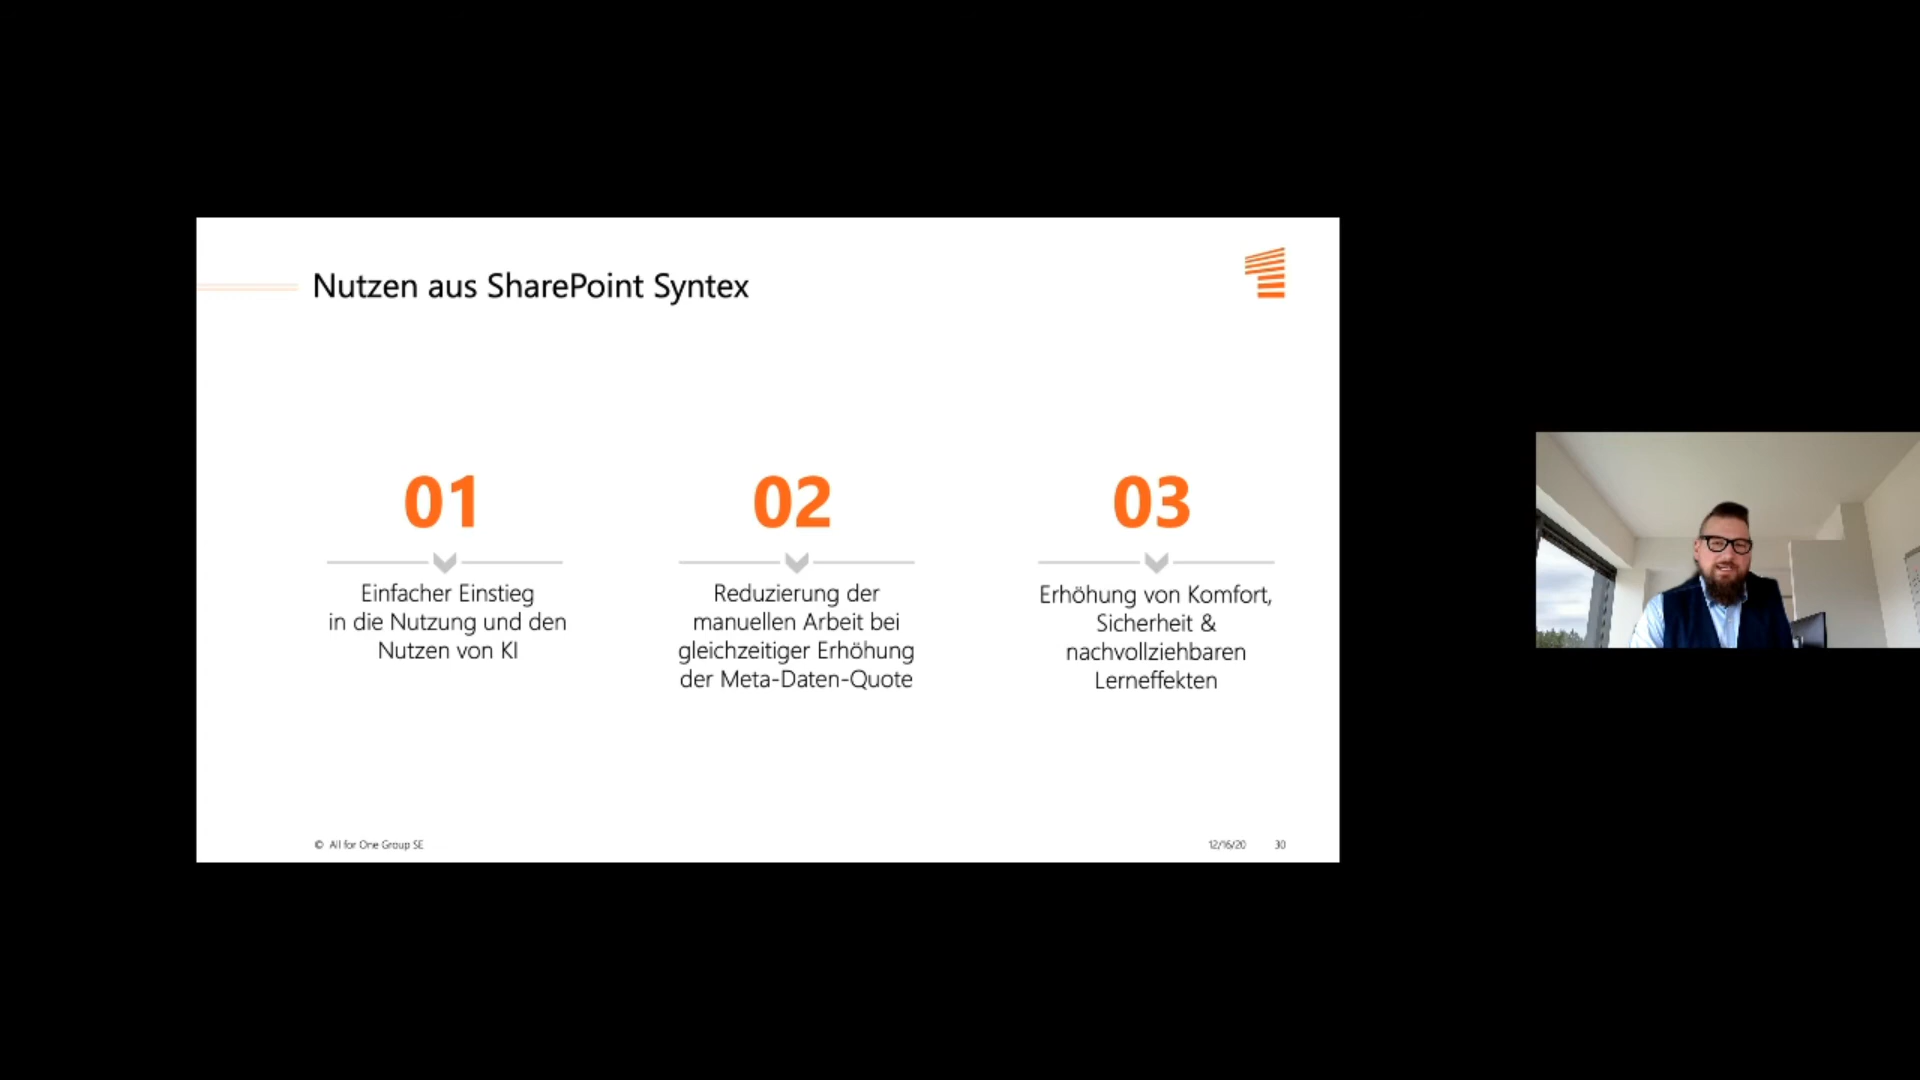 Nutzen aus SharePoint Syntex
01
Einfacher Einstieg
in die Nutzung und den
Nutzen von KI
02
Reduzierung der
manuellen Arbeit bei
gleichzeitiger Erhöhung
der Meta-Daten-Quote
03
Erhöhung von Komfort,
Sicherheit &
nachvollziehbaren
Lerneffekten
© All for One Group SE
12/16/20
30